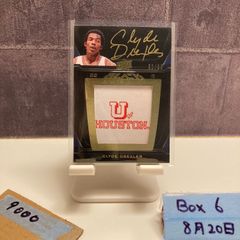 Clyde Drexler
U of
HOUSTON
CLYDE DREXLER
9000
Box 6
8月20日